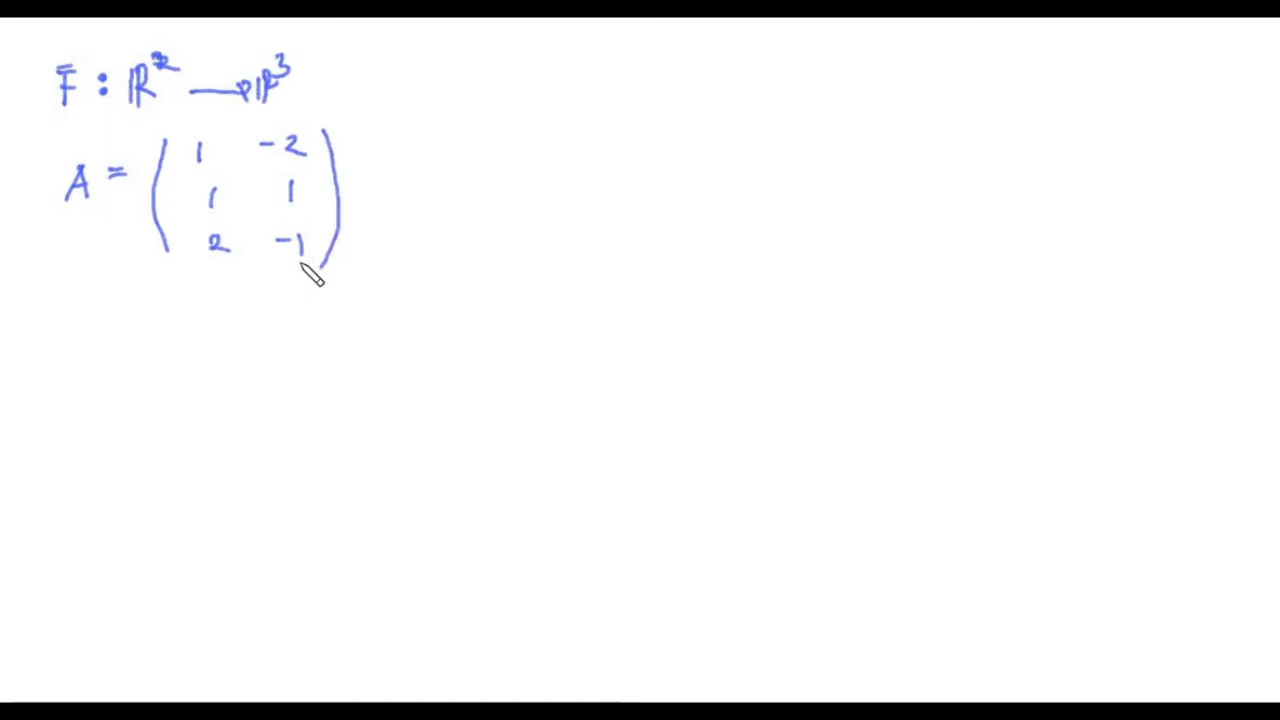 F : ℝ² → ℝ³
A = ( 1 -2
1 1
2 -1 )